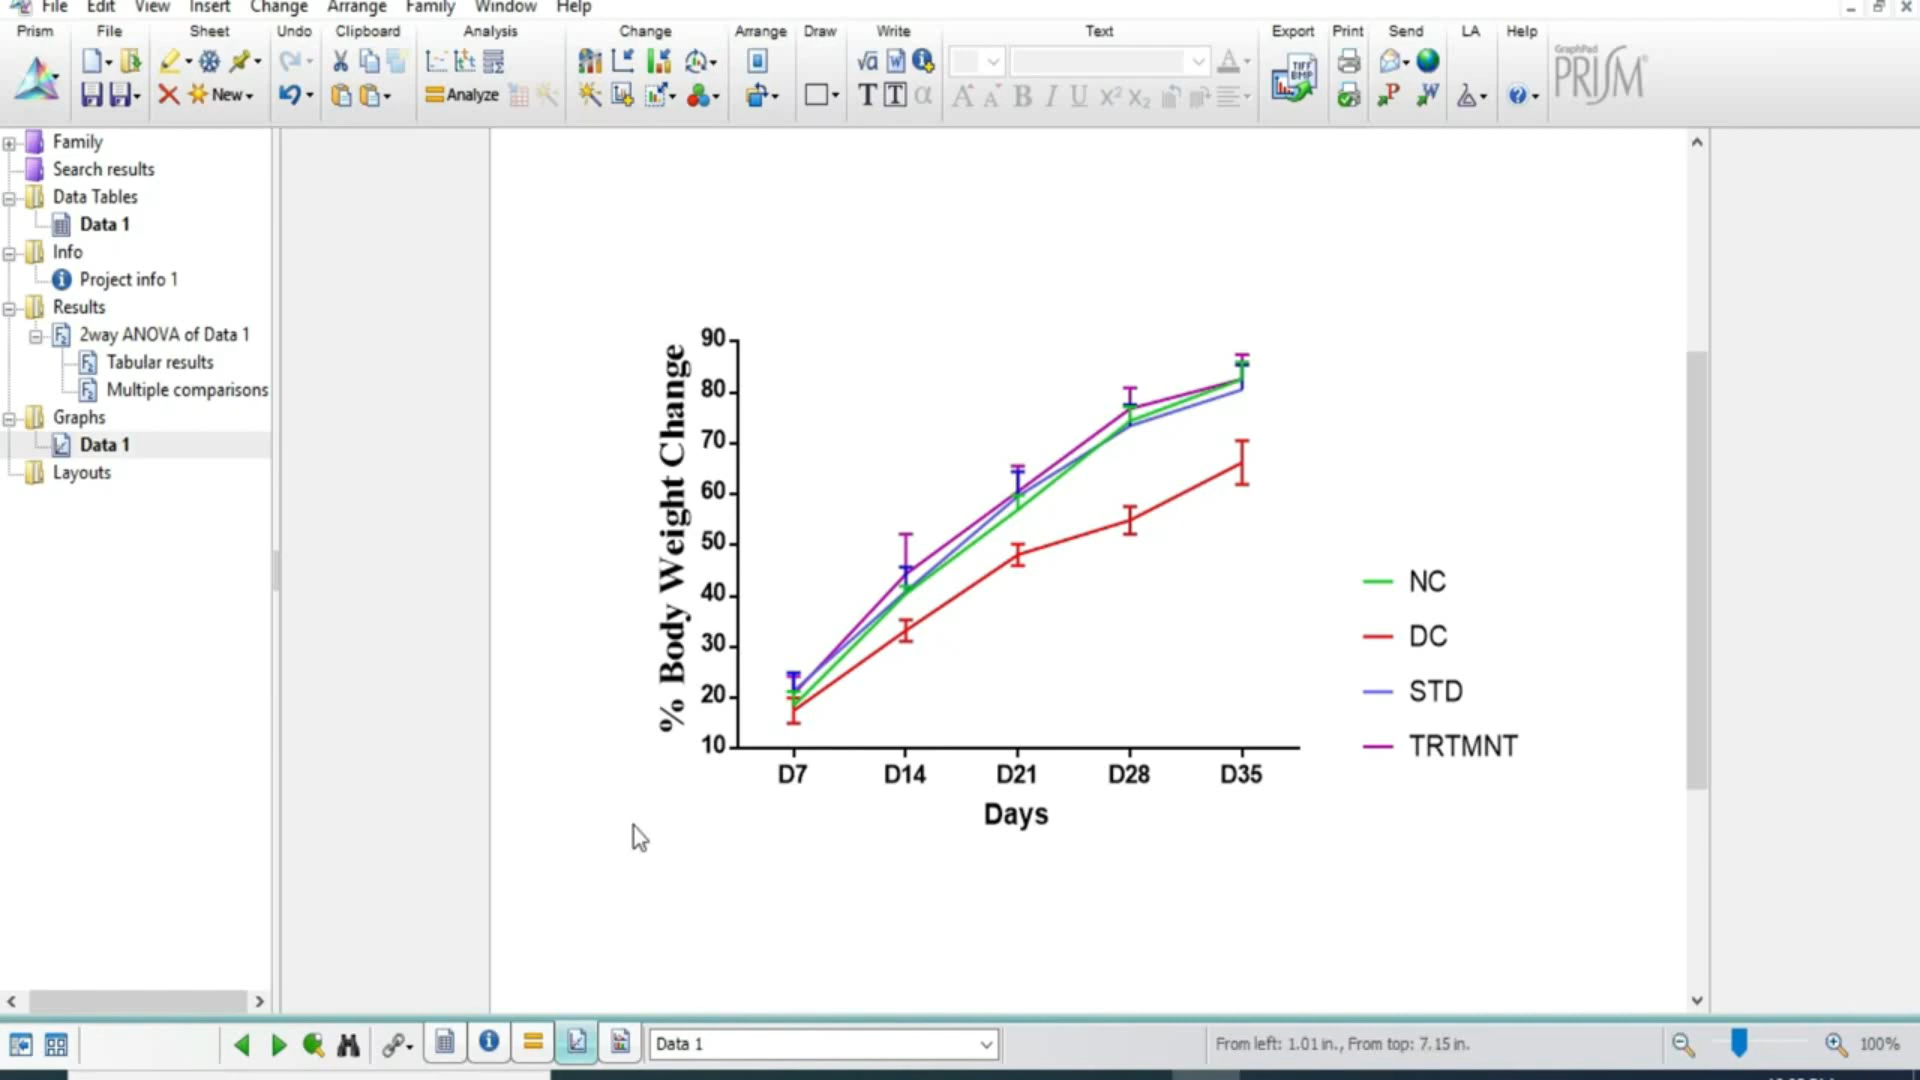 File Edit View Insert Change Arrange Family Window Help
Prism File Sheet Undo Clipboard Analysis Change Arrange Draw Write Text Export Print Send LA Help
GraphPad
PRISM
TIFF
BMP
New
Analyze
Family
Search results
Data Tables
Data 1
Info
Project info 1
Results
2way ANOVA of Data 1
Tabular results
Multiple comparisons
Graphs
Data 1
Layouts
% Body Weight Change
90
80
70
60
50
40
30
20
10
D7 D14 D21 D28 D35
Days
NC
DC
STD
TRTMNT
Data 1
From left: 1.01 in., From top: 7.15 in.
100%